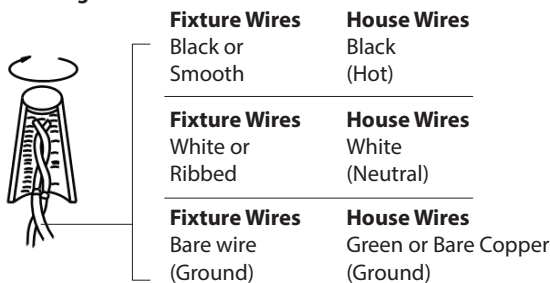 Fixture Wires House Wires
Black or Black
Smooth (Hot)
Fixture Wires House Wires
White or White
Ribbed (Neutral)
Fixture Wires House Wires
Bare wire Green or Bare Copper
(Ground) (Ground)